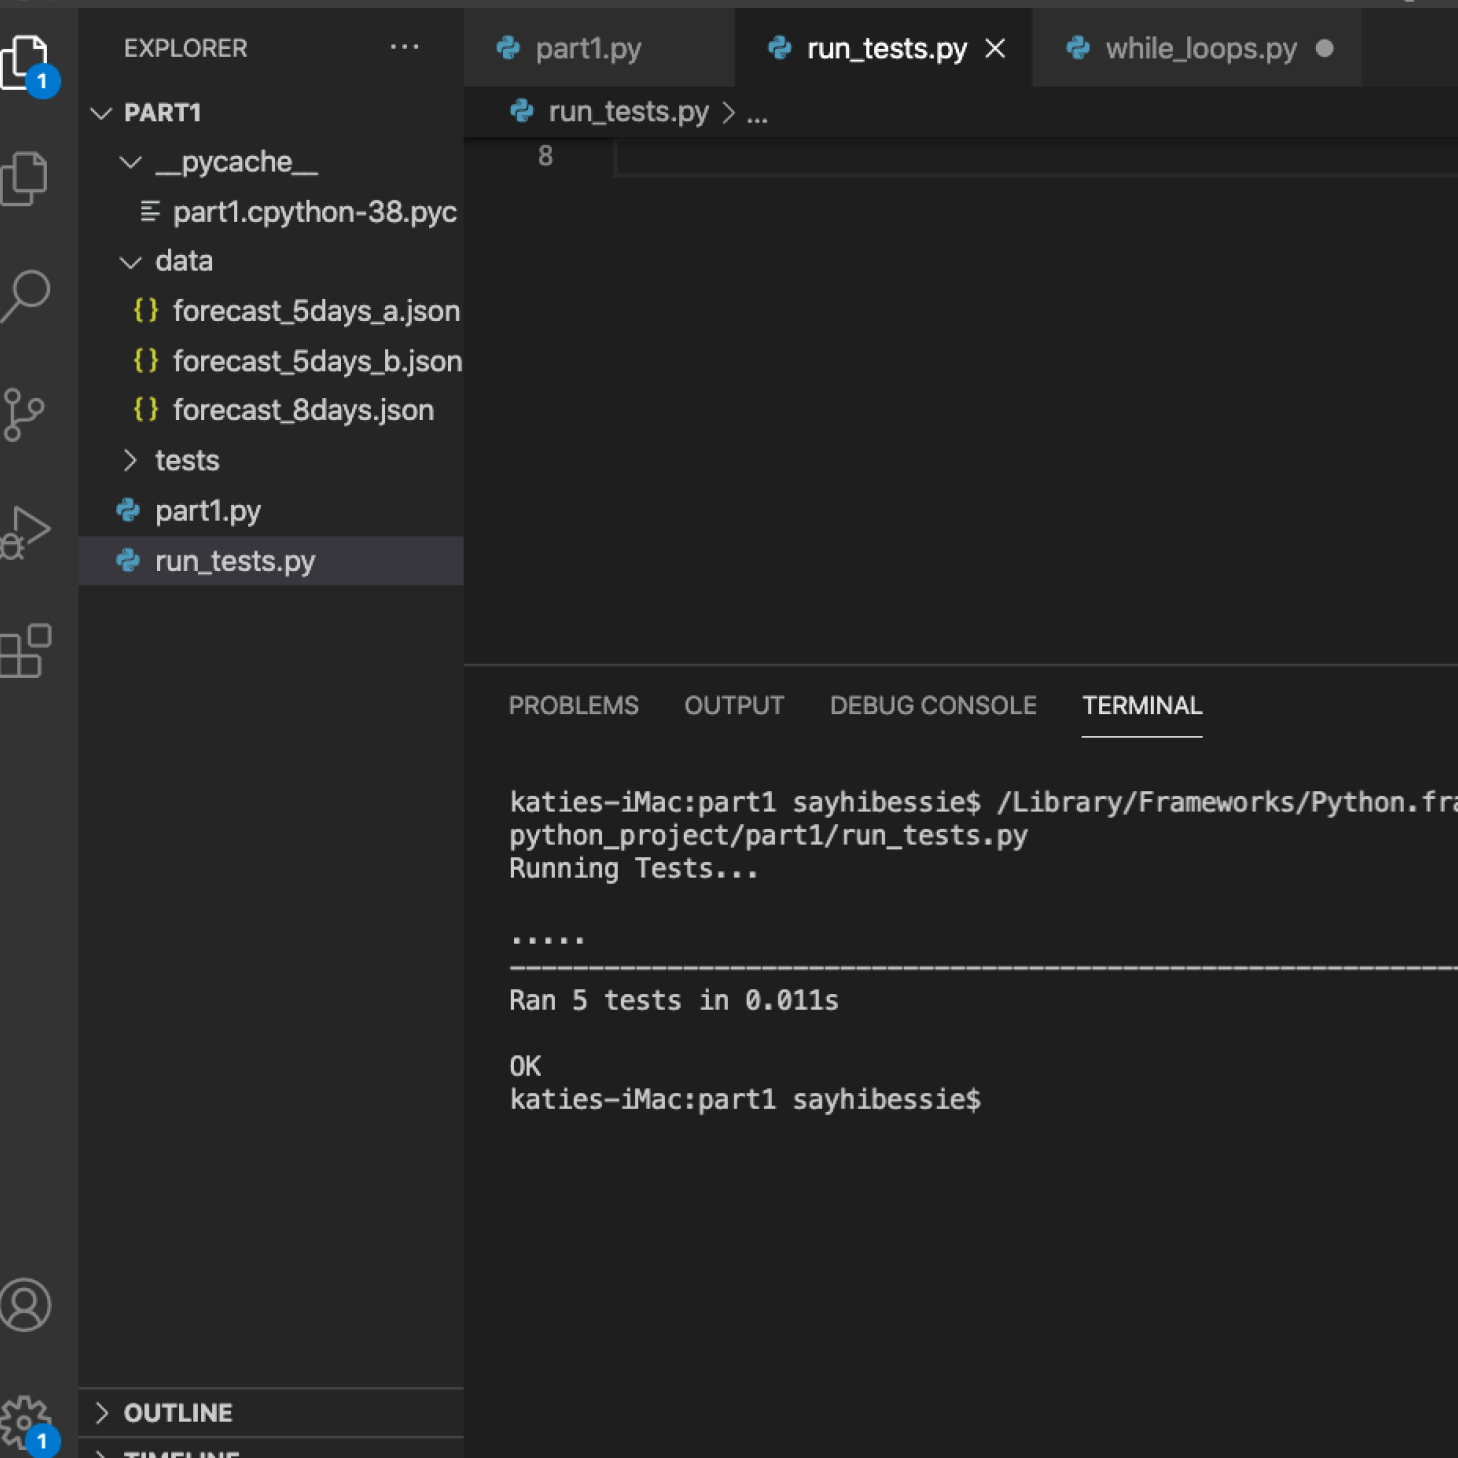 EXPLORER ...
part1.py
run_tests.py
while_loops.py
1
PART1
run_tests.py > ...
__pycache__
8
part1.cpython-38.pyc
data
{} forecast_5days_a.json
{} forecast_5days_b.json
{} forecast_8days.json
tests
part1.py
run_tests.py
PROBLEMS OUTPUT DEBUG CONSOLE TERMINAL
katies-iMac:part1 sayhibessie$ /Library/Frameworks/Python.fra
python_project/part1/run_tests.py
Running Tests...
.....
----------------------------------------------------------------------
Ran 5 tests in 0.011s
OK
katies-iMac:part1 sayhibessie$
OUTLINE
1
TIMELINE